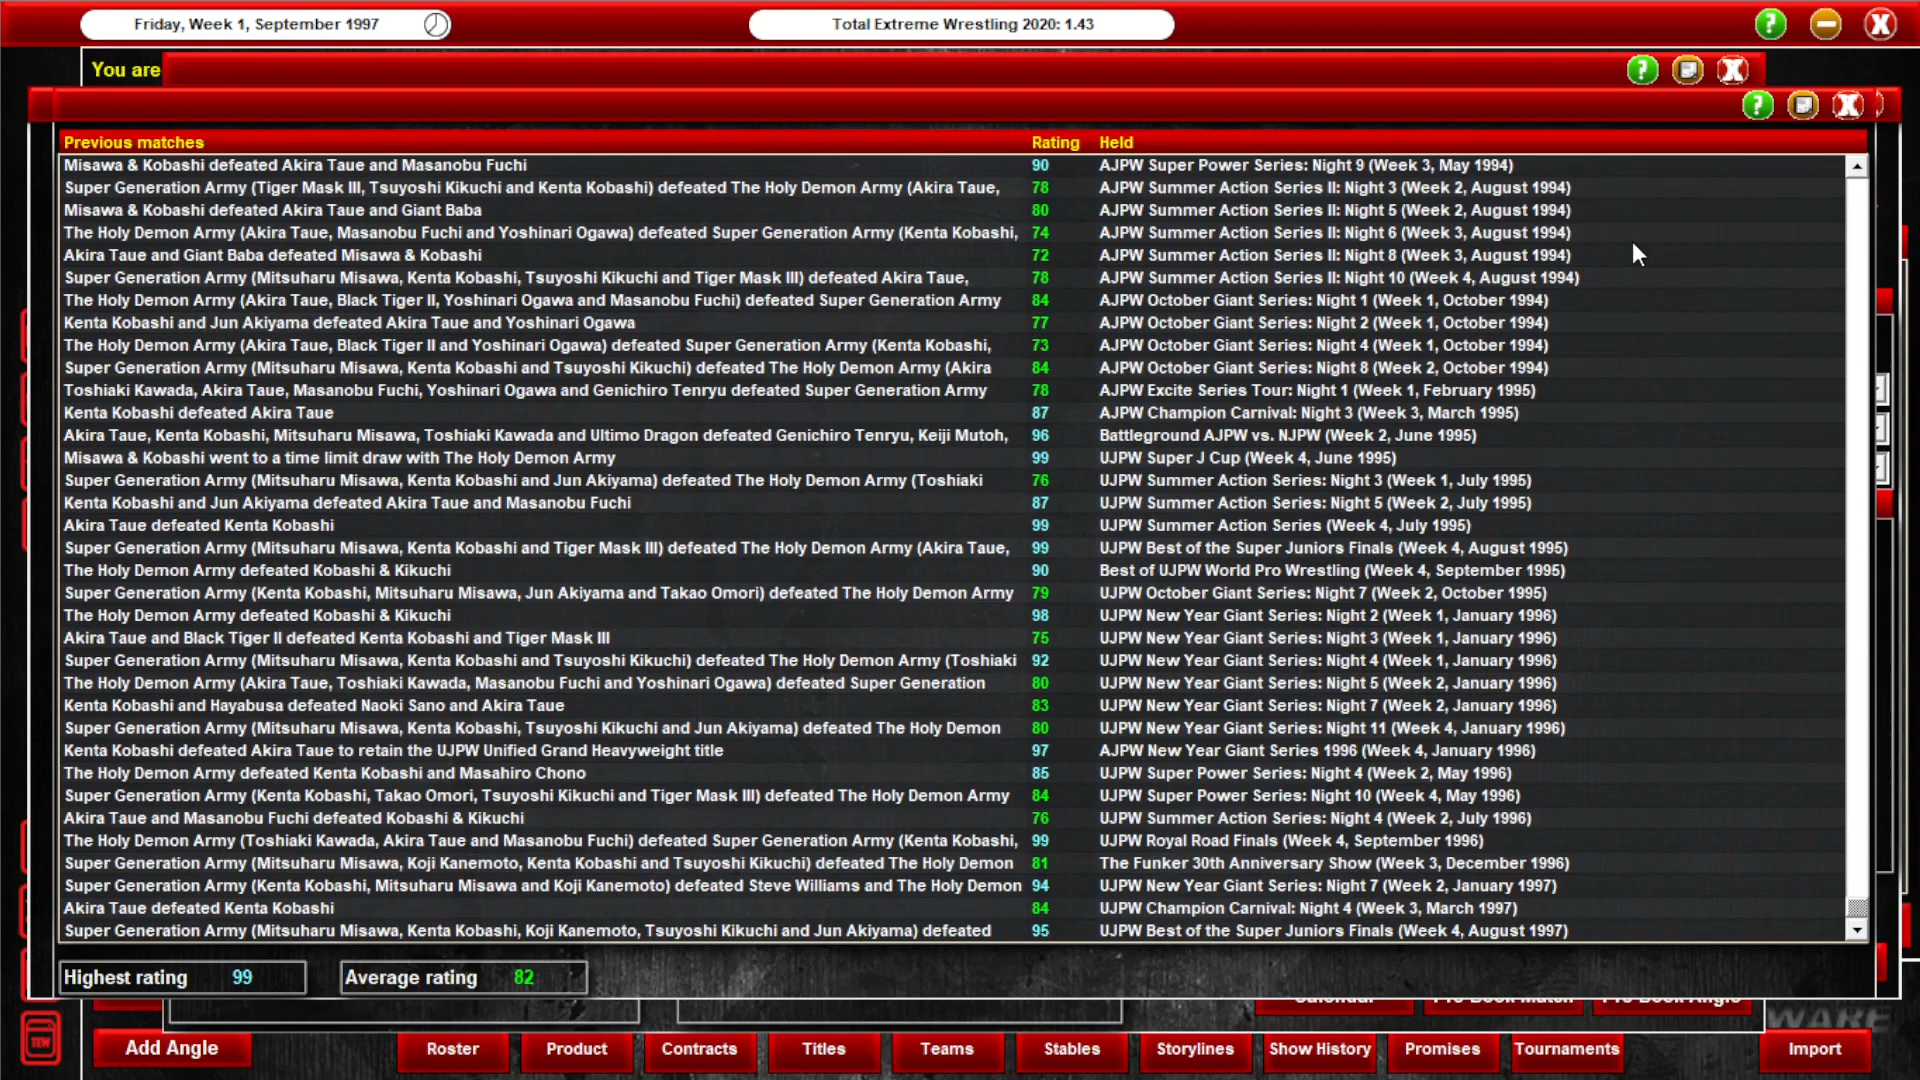 Friday, Week 1, September 1997
Total Extreme Wrestling 2020: 1.43
You are
Previous matches Rating Held
Misawa & Kobashi defeated Akira Taue and Masanobu Fuchi 90 AJPW Super Power Series: Night 9 (Week 3, May 1994)
Super Generation Army (Tiger Mask III, Tsuyoshi Kikuchi and Kenta Kobashi) defeated The Holy Demon Army (Akira Taue, 78 AJPW Summer Action Series II: Night 3 (Week 2, August 1994)
Misawa & Kobashi defeated Akira Taue and Giant Baba 80 AJPW Summer Action Series II: Night 5 (Week 2, August 1994)
The Holy Demon Army (Akira Taue, Masanobu Fuchi and Yoshinari Ogawa) defeated Super Generation Army (Kenta Kobashi, 74 AJPW Summer Action Series II: Night 6 (Week 3, August 1994)
Akira Taue and Giant Baba defeated Misawa & Kobashi 72 AJPW Summer Action Series II: Night 8 (Week 3, August 1994)
Super Generation Army (Mitsuharu Misawa, Kenta Kobashi, Tsuyoshi Kikuchi and Tiger Mask III) defeated Akira Taue, 78 AJPW Summer Action Series II: Night 10 (Week 4, August 1994)
The Holy Demon Army (Akira Taue, Black Tiger II, Yoshinari Ogawa and Masanobu Fuchi) defeated Super Generation Army 84 AJPW October Giant Series: Night 1 (Week 1, October 1994)
Kenta Kobashi and Jun Akiyama defeated Akira Taue and Yoshinari Ogawa 77 AJPW October Giant Series: Night 2 (Week 1, October 1994)
The Holy Demon Army (Akira Taue, Black Tiger II and Yoshinari Ogawa) defeated Super Generation Army (Kenta Kobashi, 73 AJPW October Giant Series: Night 4 (Week 1, October 1994)
Super Generation Army (Mitsuharu Misawa, Kenta Kobashi and Tsuyoshi Kikuchi) defeated The Holy Demon Army (Akira 84 AJPW October Giant Series: Night 8 (Week 2, October 1994)
Toshiaki Kawada, Akira Taue, Masanobu Fuchi, Yoshinari Ogawa and Genichiro Tenryu defeated Super Generation Army 78 AJPW Excite Series Tour: Night 1 (Week 1, February 1995)
Kenta Kobashi defeated Akira Taue 87 AJPW Champion Carnival: Night 3 (Week 3, March 1995)
Akira Taue, Kenta Kobashi, Mitsuharu Misawa, Toshiaki Kawada and Ultimo Dragon defeated Genichiro Tenryu, Keiji Mutoh, 96 Battleground AJPW vs. NJPW (Week 2, June 1995)
Misawa & Kobashi went to a time limit draw with The Holy Demon Army 99 UJPW Super J Cup (Week 4, June 1995)
Super Generation Army (Mitsuharu Misawa, Kenta Kobashi and Jun Akiyama) defeated The Holy Demon Army (Toshiaki 76 UJPW Summer Action Series: Night 3 (Week 1, July 1995)
Kenta Kobashi and Jun Akiyama defeated Akira Taue and Masanobu Fuchi 87 UJPW Summer Action Series: Night 5 (Week 2, July 1995)
Akira Taue defeated Kenta Kobashi 99 UJPW Summer Action Series (Week 4, July 1995)
Super Generation Army (Mitsuharu Misawa, Kenta Kobashi and Tiger Mask III) defeated The Holy Demon Army (Akira Taue, 99 UJPW Best of the Super Juniors Finals (Week 4, August 1995)
The Holy Demon Army defeated Kobashi & Kikuchi 90 Best of UJPW World Pro Wrestling (Week 4, September 1995)
Super Generation Army (Kenta Kobashi, Mitsuharu Misawa, Jun Akiyama and Takao Omori) defeated The Holy Demon Army 79 UJPW October Giant Series: Night 7 (Week 2, October 1995)
The Holy Demon Army defeated Kobashi & Kikuchi 98 UJPW New Year Giant Series: Night 2 (Week 1, January 1996)
Akira Taue and Black Tiger II defeated Kenta Kobashi and Tiger Mask III 75 UJPW New Year Giant Series: Night 3 (Week 1, January 1996)
Super Generation Army (Mitsuharu Misawa, Kenta Kobashi and Tsuyoshi Kikuchi) defeated The Holy Demon Army (Toshiaki 92 UJPW New Year Giant Series: Night 4 (Week 1, January 1996)
The Holy Demon Army (Akira Taue, Toshiaki Kawada, Masanobu Fuchi and Yoshinari Ogawa) defeated Super Generation 80 UJPW New Year Giant Series: Night 5 (Week 2, January 1996)
Kenta Kobashi and Hayabusa defeated Naoki Sano and Akira Taue 83 UJPW New Year Giant Series: Night 7 (Week 2, January 1996)
Super Generation Army (Mitsuharu Misawa, Kenta Kobashi, Tsuyoshi Kikuchi and Jun Akiyama) defeated The Holy Demon 80 UJPW New Year Giant Series: Night 11 (Week 4, January 1996)
Kenta Kobashi defeated Akira Taue to retain the UJPW Unified Grand Heavyweight title 97 AJPW New Year Giant Series 1996 (Week 4, January 1996)
The Holy Demon Army defeated Kenta Kobashi and Masahiro Chono 85 UJPW Super Power Series: Night 4 (Week 2, May 1996)
Super Generation Army (Kenta Kobashi, Takao Omori, Tsuyoshi Kikuchi and Tiger Mask III) defeated The Holy Demon Army 84 UJPW Super Power Series: Night 10 (Week 4, May 1996)
Akira Taue and Masanobu Fuchi defeated Kobashi & Kikuchi 76 UJPW Summer Action Series: Night 4 (Week 2, July 1996)
The Holy Demon Army (Toshiaki Kawada, Akira Taue and Masanobu Fuchi) defeated Super Generation Army (Kenta Kobashi, 99 UJPW Royal Road Finals (Week 4, September 1996)
Super Generation Army (Mitsuharu Misawa, Koji Kanemoto, Kenta Kobashi and Tsuyoshi Kikuchi) defeated The Holy Demon 81 The Funker 30th Anniversary Show (Week 3, December 1996)
Super Generation Army (Kenta Kobashi, Mitsuharu Misawa and Koji Kanemoto) defeated Steve Williams and The Holy Demon 94 UJPW New Year Giant Series: Night 7 (Week 2, January 1997)
Akira Taue defeated Kenta Kobashi 84 UJPW Champion Carnival: Night 4 (Week 3, March 1997)
Super Generation Army (Mitsuharu Misawa, Kenta Kobashi, Koji Kanemoto, Tsuyoshi Kikuchi and Jun Akiyama) defeated 95 UJPW Best of the Super Juniors Finals (Week 4, August 1997)
Highest rating 99 Average rating 82
Calendar Pre Book Match Pre Book Angle
WARE
TEW Add Angle Roster Product Contracts Titles Teams Stables Storylines Show History Promises Tournaments Import